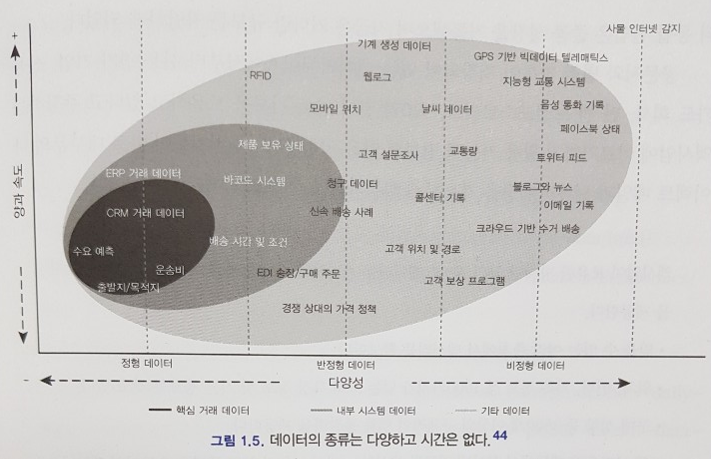 사물 인터넷 감지
기계 생성 데이터
GPS 기반 빅데이터 텔레매틱스
RFID
웹로그
지능형 교통 시스템
모바일 위치
날씨 데이터
음성 통화 기록
페이스북 상태
제품 보유 상태
고객 설문조사
교통량
트위터 피드
ERP 거래 데이터
바코드 시스템
청구 데이터
블로그와 뉴스
콜센터 기록
이메일 기록
CRM 거래 데이터
신속 배송 사례
크라우드 기반 수거 배송
수요 예측
배송 시간 및 조건
고객 위치 및 경로
운송비
EDI 송장/구매 주문
고객 보상 프로그램
출발지/목적지
경쟁 상대의 가격 정책
+
양과 속도
-
정형 데이터
반정형 데이터
비정형 데이터
다양성
핵심 거래 데이터
내부 시스템 데이터
기타 데이터
그림 1.5. 데이터의 종류는 다양하고 시간은 없다.44